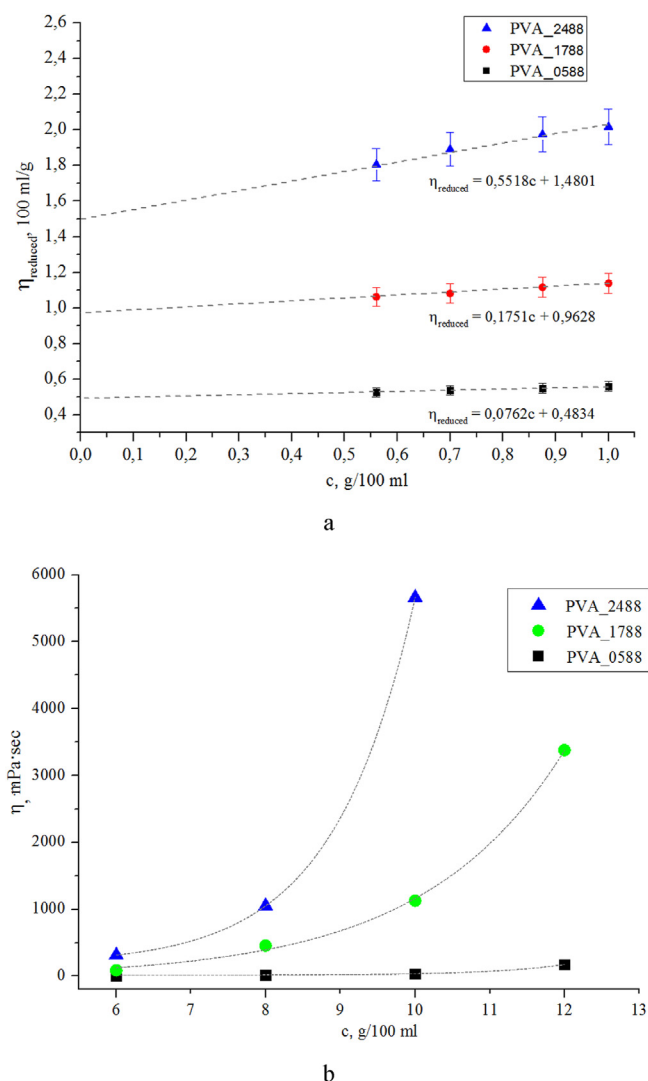 2,6
2,4
2,2
2,0
1,8
1,6
1,4
1,2
1,0
0,8
0,6
0,4
η reduced, 100 ml/g
PVA_2488
PVA_1788
PVA_0588
η reduced = 0,5518c + 1,4801
η reduced = 0,1751c + 0,9628
η reduced = 0,0762c + 0,4834
0,0 0,1 0,2 0,3 0,4 0,5 0,6 0,7 0,8 0,9 1,0
c, g/100 ml
a
6000
5000
4000
3000
2000
1000
0
η, mPa·sec
PVA_2488
PVA_1788
PVA_0588
6 7 8 9 10 11 12 13
c, g/100 ml
b